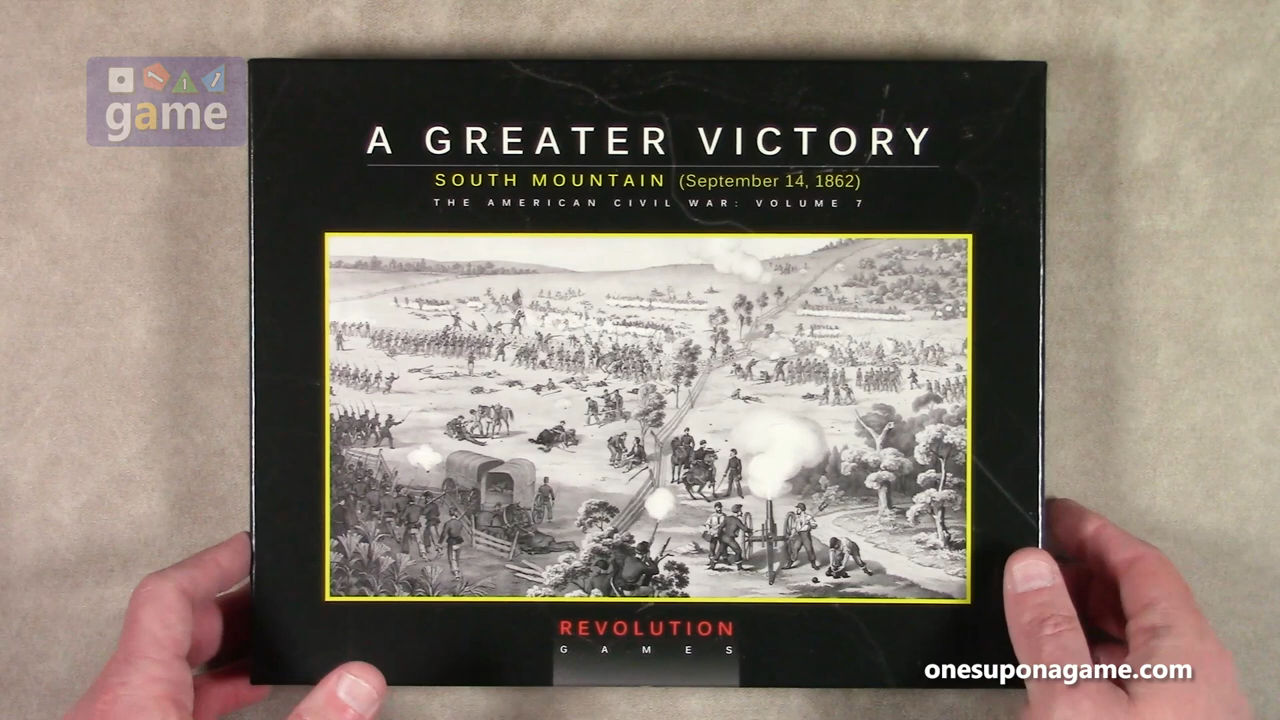 game
A GREATER VICTORY
SOUTH MOUNTAIN (September 14, 1862)
THE AMERICAN CIVIL WAR: VOLUME 7
REVOLUTION
GAMES
onesuponagame.com